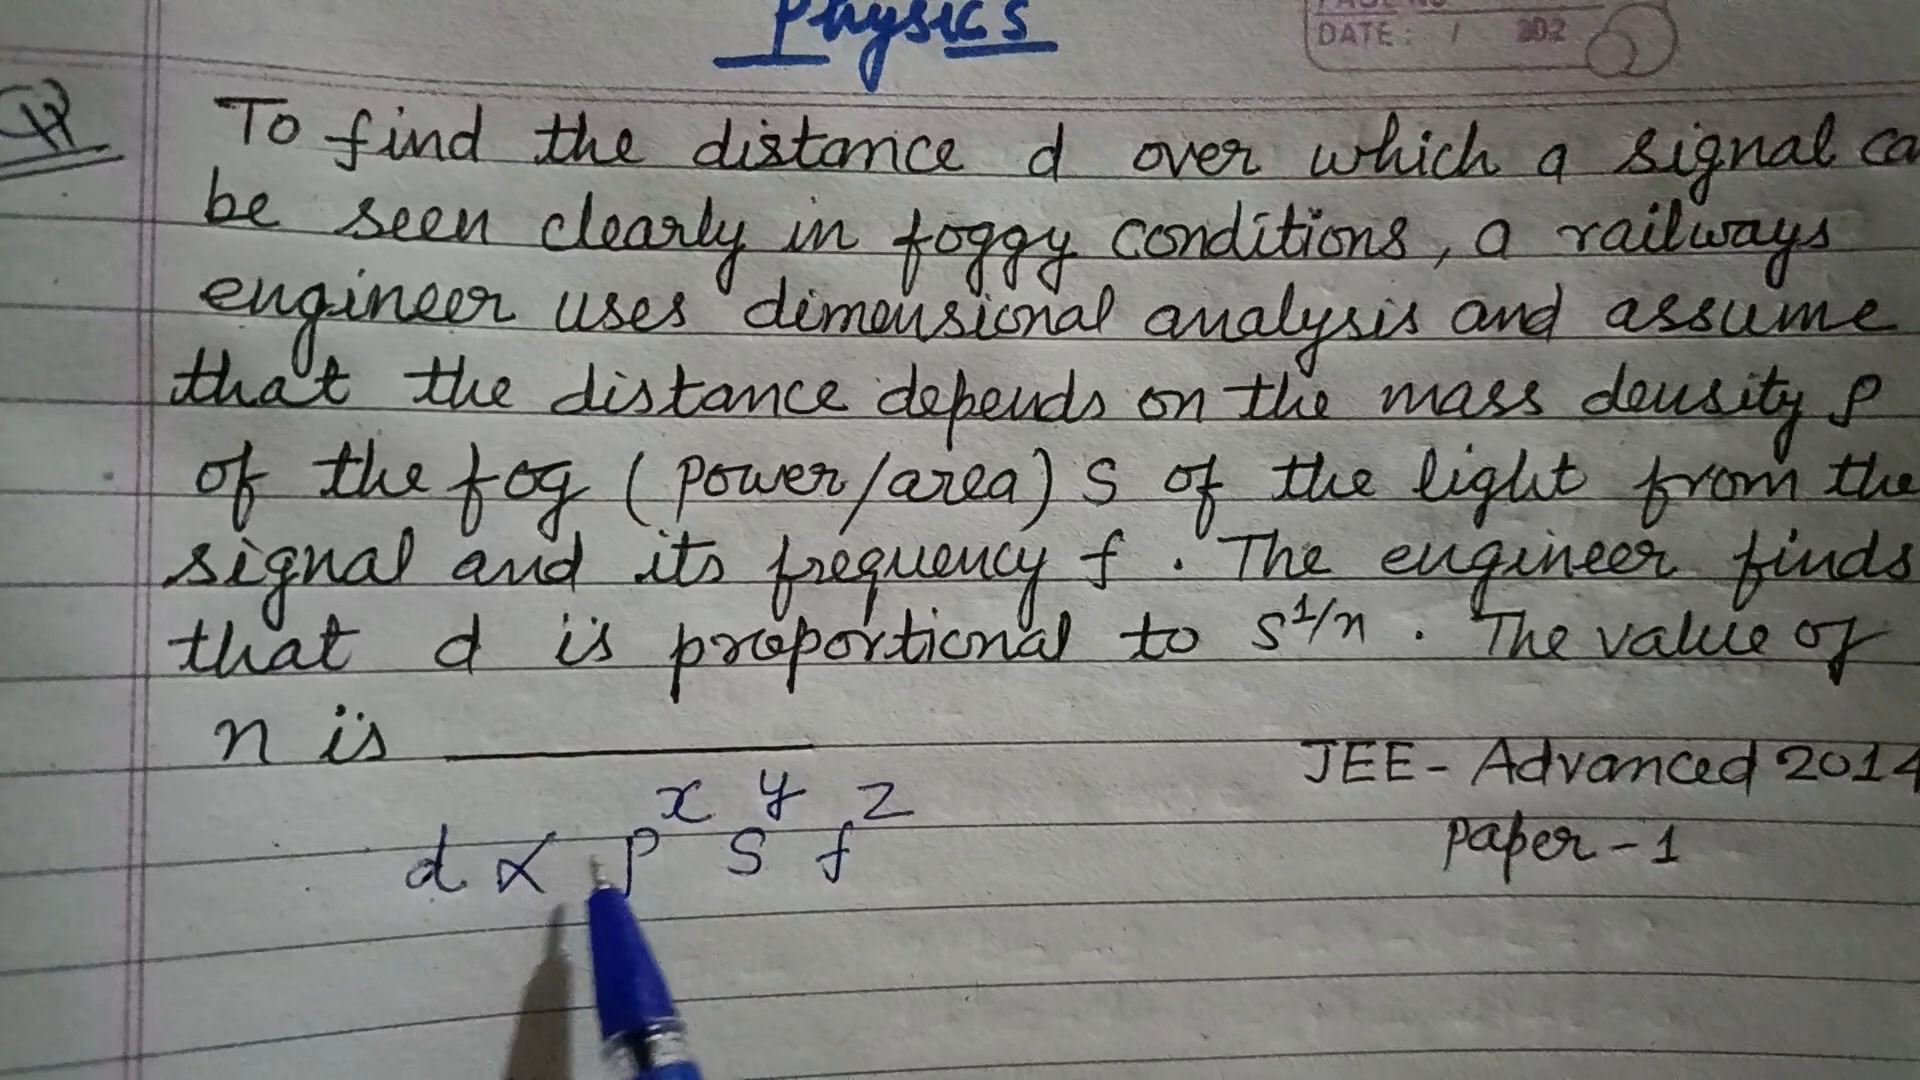 Physics
DATE: / 202
Q
To find the distance d over which a signal ca
be seen clearly in foggy conditions, a railways
engineer uses dimensional analysis and assume
that the distance depends on the mass density ρ
of the fog (power/area) S of the light from the
signal and its frequency f. The engineer finds
that d is proportional to S^1/n. The value of
n is ________
JEE-Advanced 2014
Paper-1
d ∝ ρ^x S^y f^z